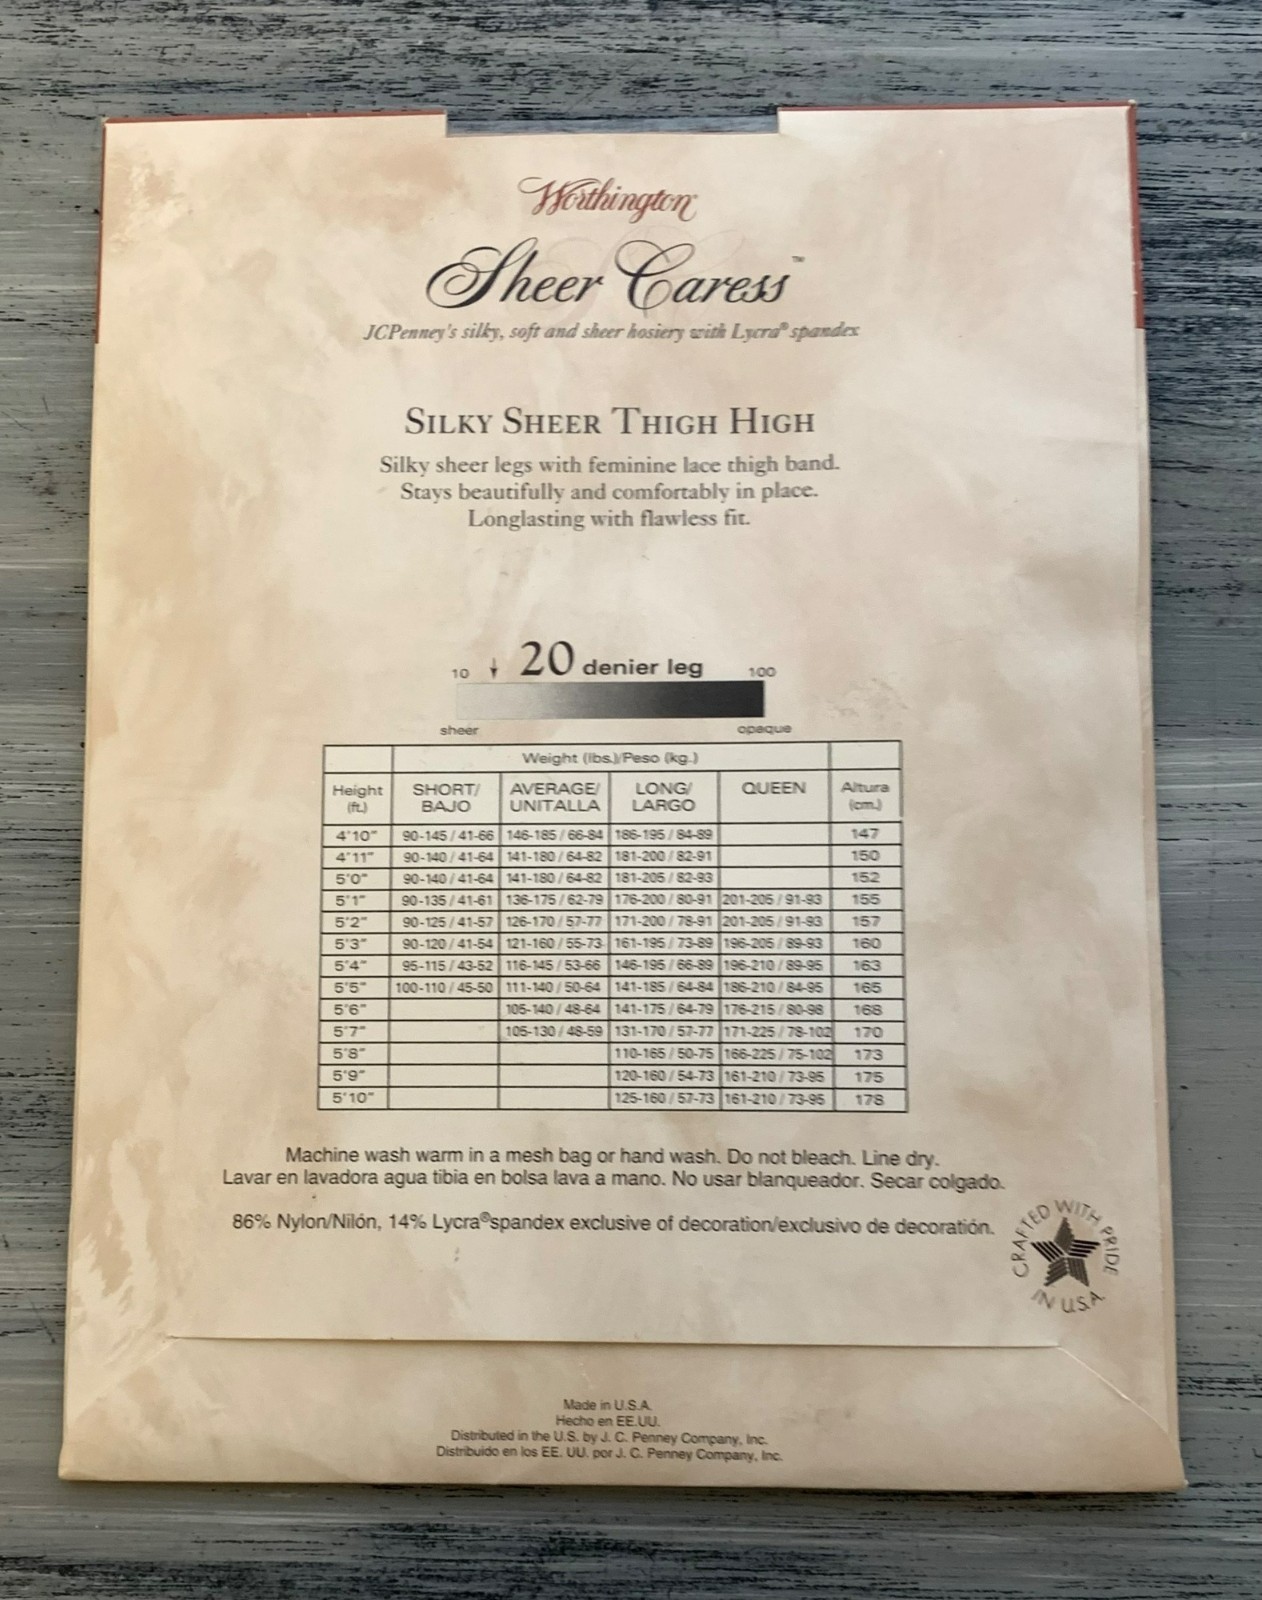 Worthington®
Sheer Caress™
JCPenney's silky, soft and sheer hosiery with Lycra® spandex
SILKY SHEER THIGH HIGH
Silky sheer legs with feminine lace thigh band.
Stays beautifully and comfortably in place.
Longlasting with flawless fit.
10 20 denier leg 100
sheer opaque
Weight (lbs.)/Peso (kg.)
Height (ft.) SHORT/BAJO AVERAGE/UNITALLA LONG/LARGO QUEEN Altura (cm.)
4'10" 90-145 / 41-66 146-185 / 66-84 186-195 / 84-89 147
4'11" 90-140 / 41-64 141-180 / 64-82 181-200 / 82-91 150
5'0" 90-140 / 41-64 141-180 / 64-82 181-205 / 82-93 152
5'1" 90-135 / 41-61 136-175 / 62-79 176-200 / 80-91 201-205 / 91-93 155
5'2" 90-125 / 41-57 126-170 / 57-77 171-200 / 78-91 201-205 / 91-93 157
5'3" 90-120 / 41-54 121-160 / 55-73 161-195 / 73-89 196-205 / 89-93 160
5'4" 95-115 / 43-52 116-145 / 53-66 146-195 / 66-89 196-210 / 89-95 163
5'5" 100-110 / 45-50 111-140 / 50-64 141-185 / 64-84 186-210 / 84-95 165
5'6" 105-140 / 48-64 141-175 / 64-79 176-215 / 80-98 168
5'7" 105-130 / 48-59 131-170 / 57-77 171-225 / 78-102 170
5'8" 110-165 / 50-75 166-225 / 75-102 173
5'9" 120-160 / 54-73 161-210 / 73-95 175
5'10" 125-160 / 57-73 161-210 / 73-95 178
Machine wash warm in a mesh bag or hand wash. Do not bleach. Line dry.
Lavar en lavadora agua tibia en bolsa lava a mano. No usar blanqueador. Secar colgado.
86% Nylon/Nilón, 14% Lycra®spandex exclusive of decoration/exclusivo de decoratión.
CRAFTED WITH PRIDE
IN U.S.A.
Made in U.S.A.
Hecho en EE.UU.
Distributed in the U.S. by J. C. Penney Company, Inc.
Distribuido en los EE. UU. por J. C. Penney Company, Inc.